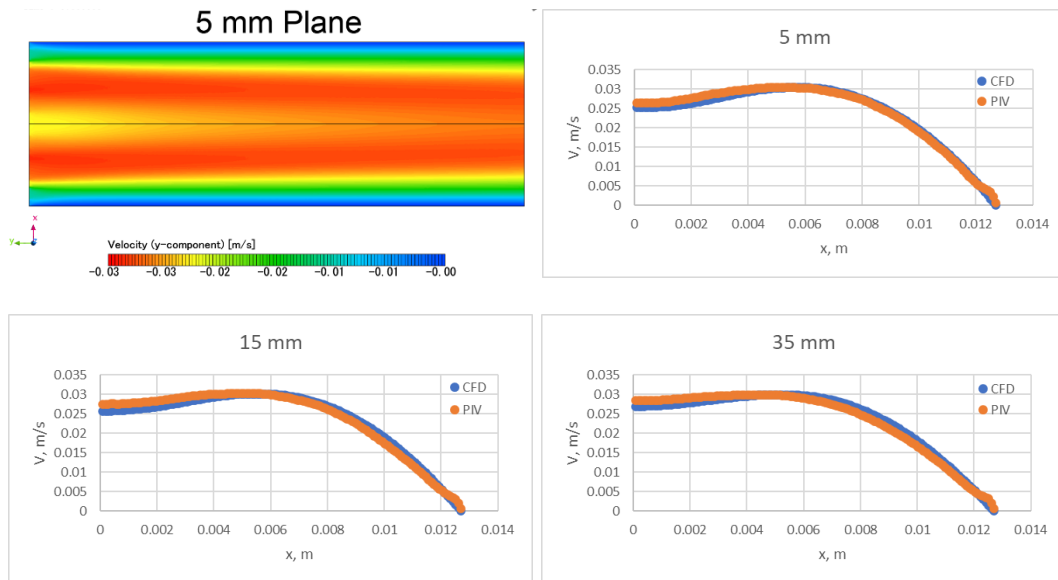 5 mm Plane
x
y
z
Velocity (y-component) [m/s]
-0.03 -0.03 -0.02 -0.02 -0.01 -0.01 -0.00
5 mm
0.035
0.03
0.025
0.02
0.015
0.01
0.005
0
V, m/s
CFD
PIV
0 0.002 0.004 0.006 0.008 0.01 0.012 0.014
x, m
15 mm
0.035
0.03
0.025
0.02
0.015
0.01
0.005
0
V, m/s
CFD
PIV
0 0.002 0.004 0.006 0.008 0.01 0.012 0.014
x, m
35 mm
0.035
0.03
0.025
0.02
0.015
0.01
0.005
0
V, m/s
CFD
PIV
0 0.002 0.004 0.006 0.008 0.01 0.012 0.014
x, m